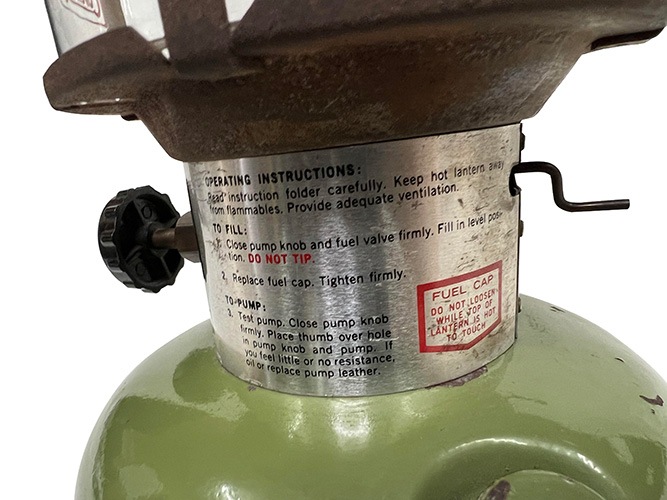 OPERATING INSTRUCTIONS:
Read instruction folder carefully. Keep hot lantern away
from flammables. Provide adequate ventilation.
TO FILL:
1. Close pump knob and fuel valve firmly. Fill in level posi-
tion. DO NOT TIP.
2. Replace fuel cap. Tighten firmly.
TO PUMP:
3. Test pump. Close pump knob
firmly. Place thumb over hole
in pump knob and pump. If
you feel little or no resistance,
oil or replace pump leather.
FUEL CAP
DO NOT LOOSEN
WHILE TOP OF
LANTERN IS HOT
TO TOUCH